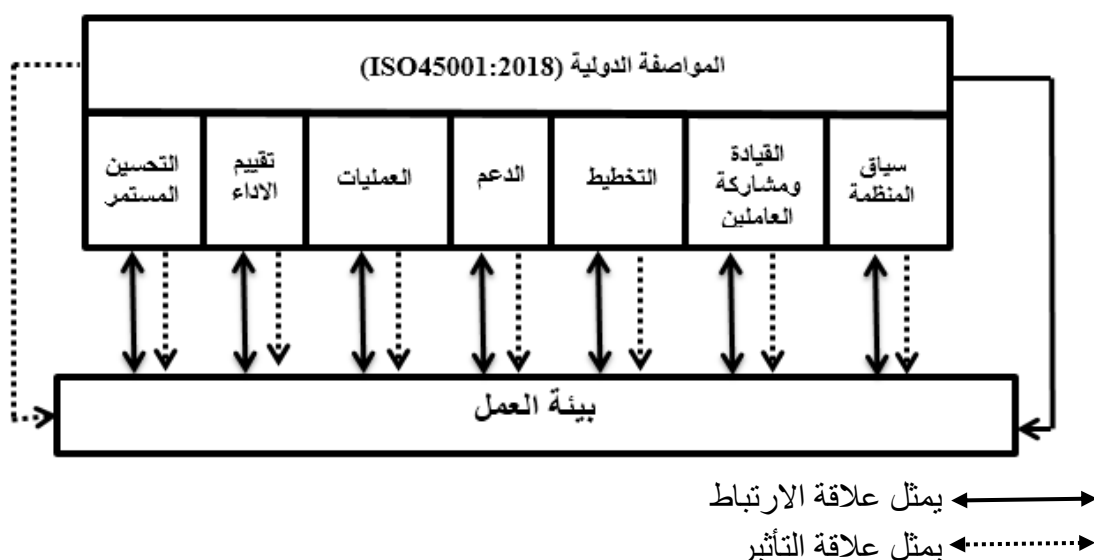 المواصفة الدولية (ISO45001:2018)
سياق
المنظمة
القيادة
ومشاركة
العاملين
التخطيط
الدعم
العمليات
تقييم
الاداء
التحسين
المستمر
بيئة العمل
يمثل علاقة الارتباط
يمثل علاقة التأثير